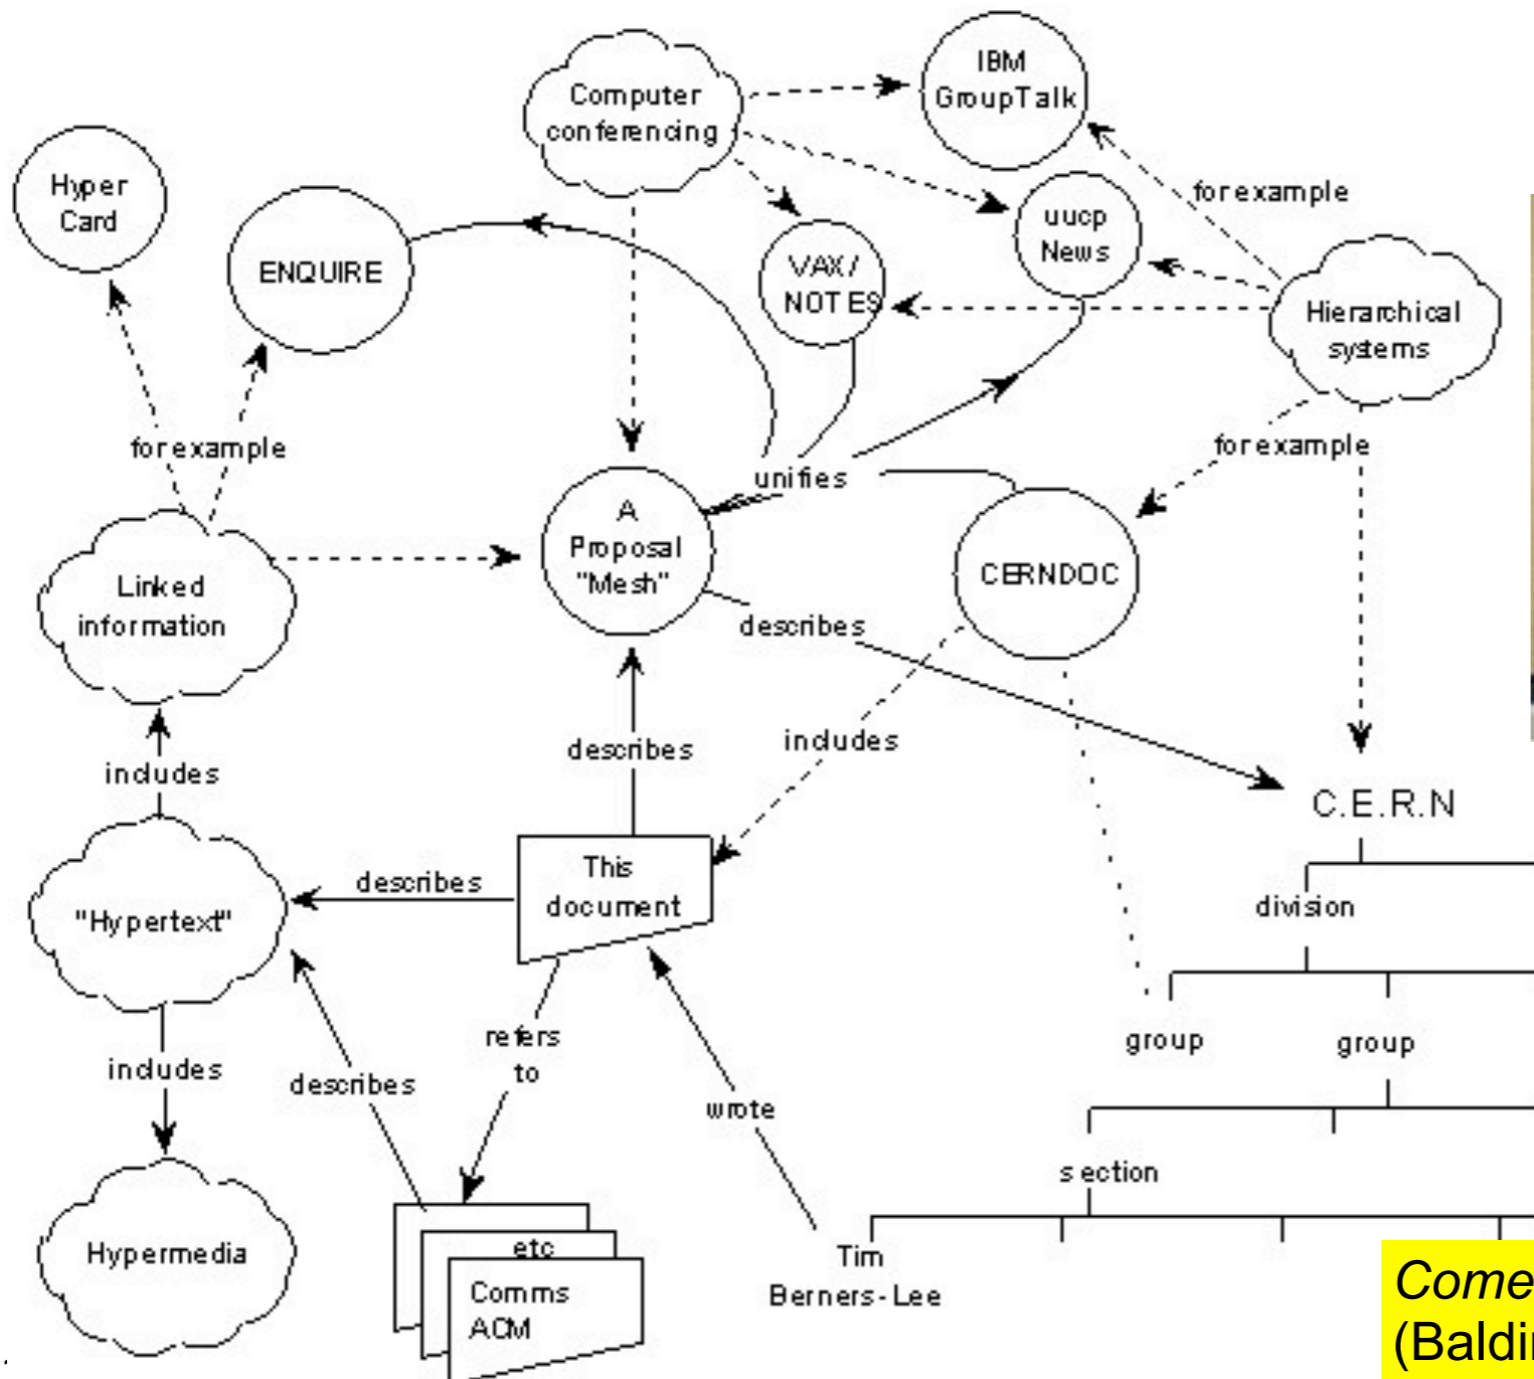 IBM
GroupTalk
Computer
conferencing
Hyper
Card
for example
uucp
News
ENQUIRE
VAX/
NOTES
Hierarchical
systems
for example
for example
unifies
A
Proposal
"Mesh"
CERNDOC
Linked
information
describes
describes
includes
includes
C.E.R.N
This
document
describes
"Hypertext"
division
refers
to
group
group
includes
describes
wrote
section
Hypermedia
etc
Comms
ACM
Tim
Berners-Lee
Come